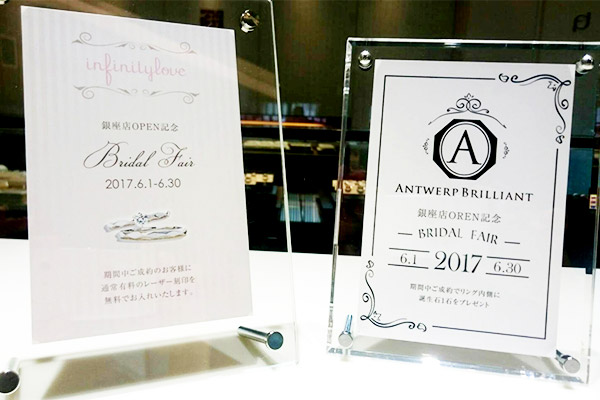 infinitylove
銀座店OPEN記念
Bridal Fair
2017.6.1-6.30
期間中ご成約のお客様に
通常有料のレーザー刻印を
無料でお入れいたします。
A
ANTWERP BRILLIANT
銀座店OREN記念
BRIDAL FAIR
6.1 2017 6.30
期間中ご成約でリング内側に
誕生石1石をプレゼント